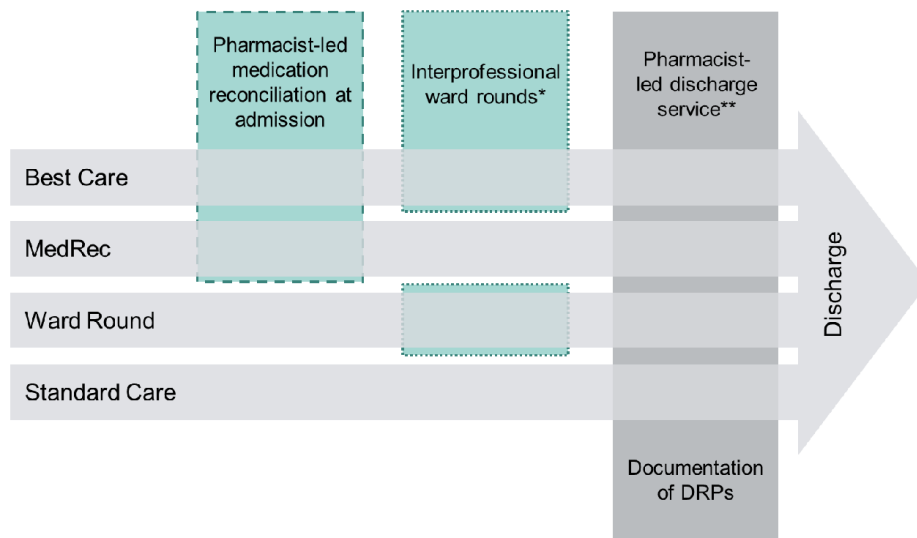 Pharmacist-led
medication
reconciliation at
admission
Interprofessional
ward rounds*
Pharmacist-
led discharge
service**
Best Care
MedRec
Ward Round
Standard Care
Discharge
Documentation
of DRPs